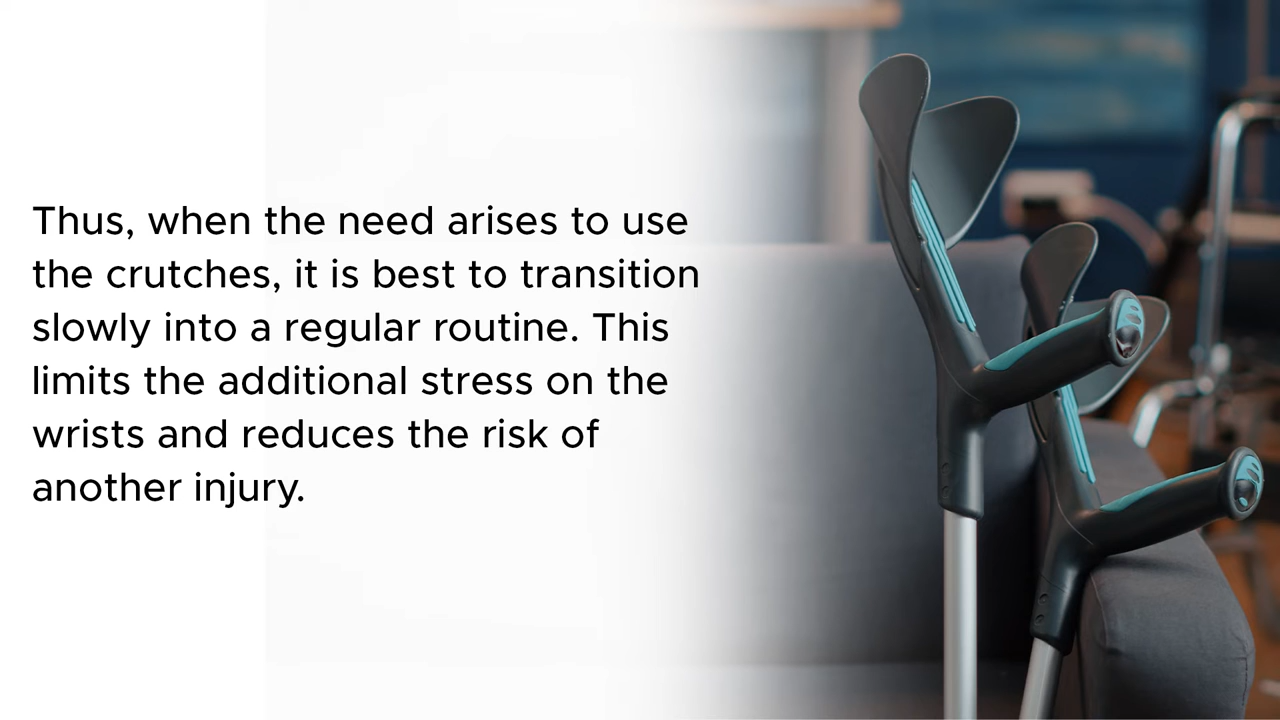 Thus, when the need arises to use
the crutches, it is best to transition
slowly into a regular routine. This
limits the additional stress on the
wrists and reduces the risk of
another injury.